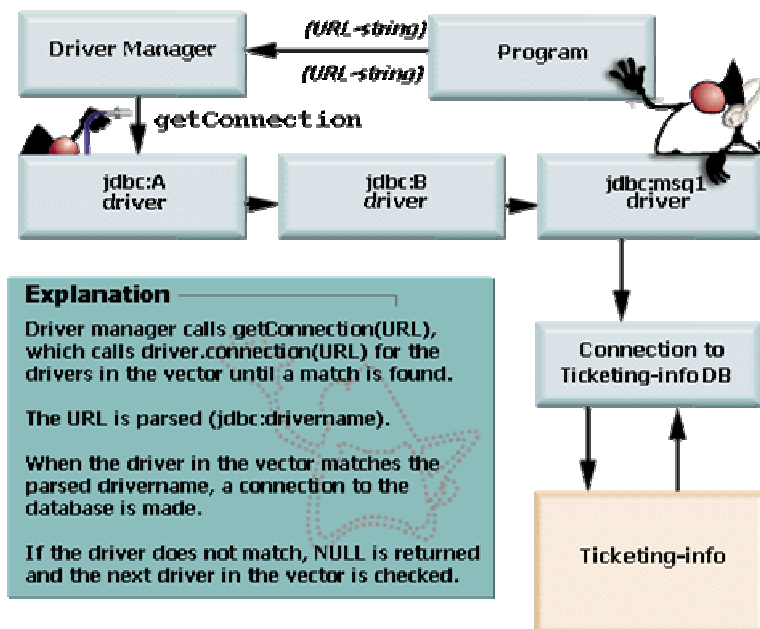 Driver Manager
(URL-string)
(URL-string)
Program
getConnection
jdbc:A
driver
jdbc:B
driver
jdbc:msq1
driver
Explanation
Driver manager calls getConnection(URL),
which calls driver.connection(URL) for the
drivers in the vector until a match is found.
The URL is parsed (jdbc:drivername).
When the driver in the vector matches the
parsed drivername, a connection to the
database is made.
If the driver does not match, NULL is returned
and the next driver in the vector is checked.
Connection to
Ticketing-info DB
Ticketing-info